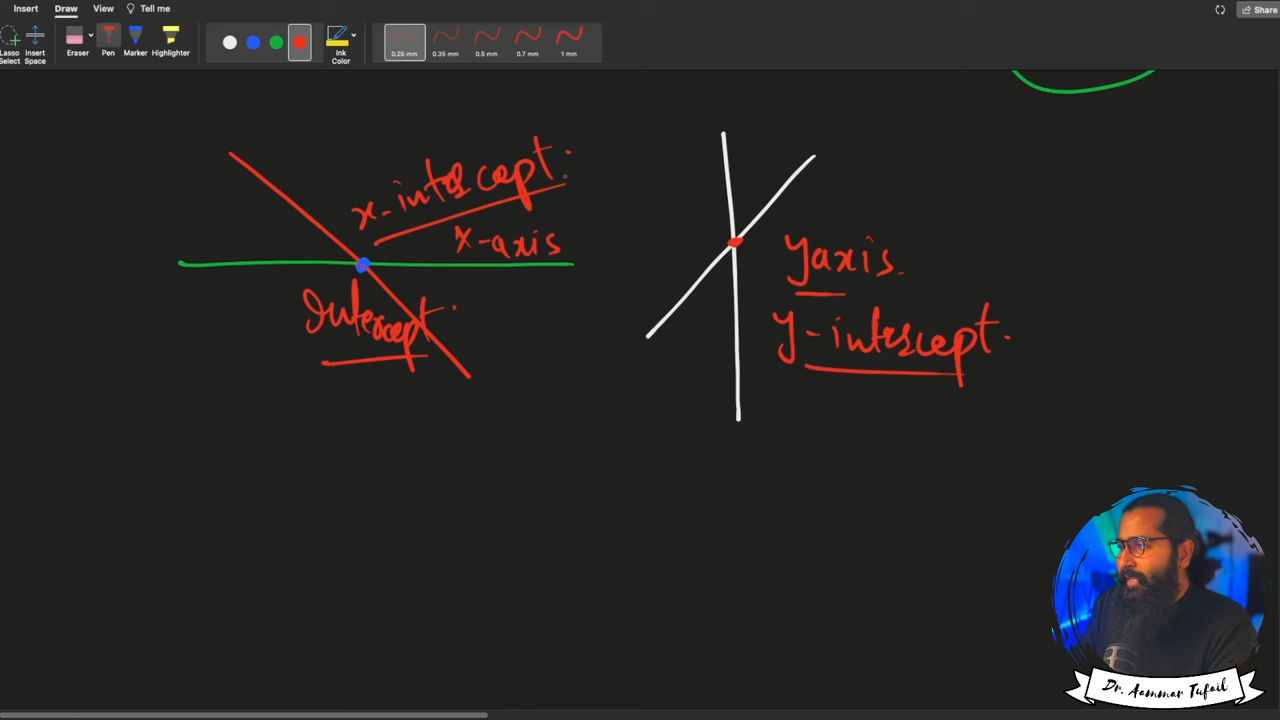 Insert Draw View Tell me
Share
Lasso Select
Insert Space
Eraser
Pen
Marker
Highlighter
Ink Color
0.25 mm
0.35 mm
0.5 mm
0.7 mm
1 mm
x-intercept:
x-axis
Intercept.
yaxis.
y-intercept.
Dr. Aammar Tufail